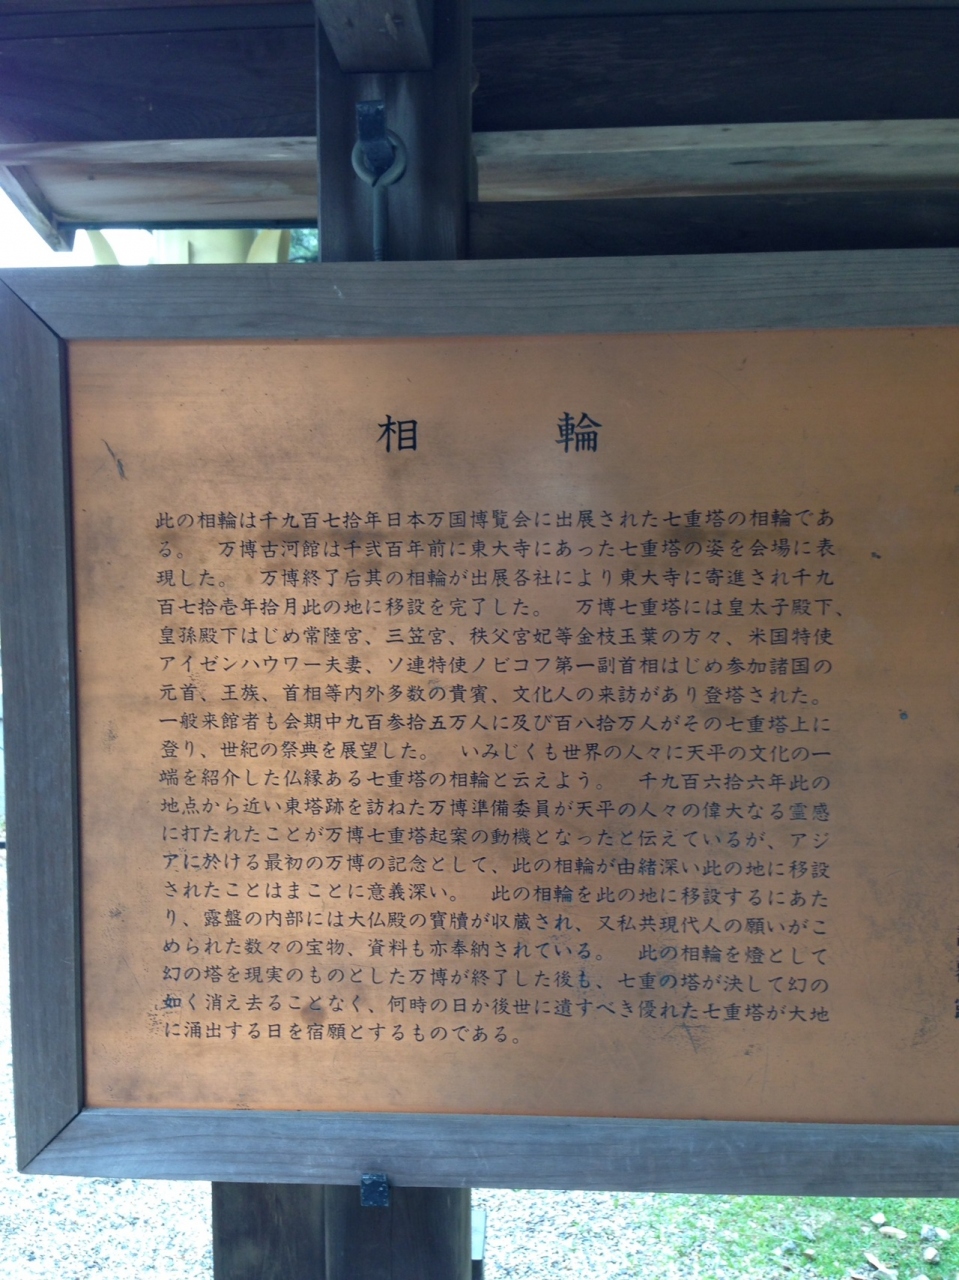 相輪
此の相輪は千九百七拾年日本万国博覧会に出展された七重塔の相輪であ
る。　万博古河館は千弐百年前に東大寺にあった七重塔の姿を会場に表
現した。　万博終了后其の相輪が出展各社により東大寺に寄進され千九
百七拾壱年拾月此の地に移設を完了した。　万博七重塔には皇太子殿下、
皇孫殿下はじめ常陸宮、三笠宮、秩父宮妃等金枝玉葉の方々、米国特使
アイゼンハウワー夫妻、ソ連特使ノビコフ第一副首相はじめ参加諸国の
元首、王族、首相等内外多数の貴賓、文化人の来訪があり登塔された。
一般来館者も会期中九百参拾五万人に及び百八拾万人がその七重塔上に
登り、世紀の祭典を展望した。　いみじくも世界の人々に天平の文化の一
端を紹介した仏縁ある七重塔の相輪と云えよう。　千九百六拾六年此の
地点から近い東塔跡を訪ねた万博準備委員が天平の人々の偉大なる霊感
に打たれたことが万博七重塔起案の動機となったと伝えているが、アジ
アに於ける最初の万博の記念として、此の相輪が由緒深い此の地に移設
されたことはまことに意義深い。　此の相輪を此の地に移設するにあた
り、露盤の内部には大仏殿の寳牘が収蔵され、又私共現代人の願いがこ
められた数々の宝物、資料も亦奉納されている。　此の相輪を燈として
幻の塔を現実のものとした万博が終了した後も、七重の塔が決して幻の
如く消え去ることなく、何時の日か後世に遺すべき優れた七重塔が大地
に涌出する日を宿願とするものである。